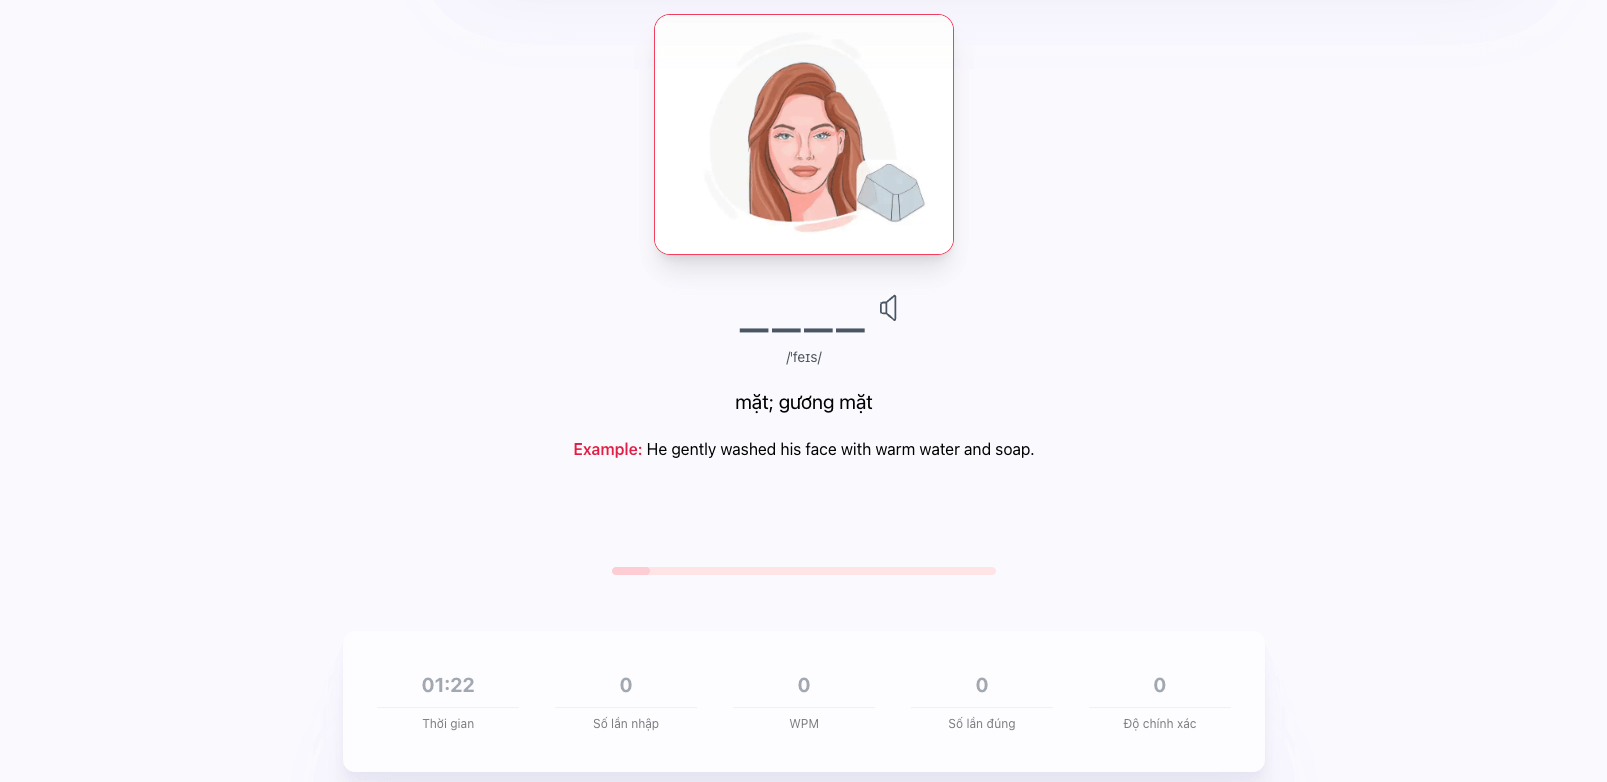 /'feɪs/
mặt; gương mặt
Example: He gently washed his face with warm water and soap.
01:22 0 0 0 0
Thời gian Số lần nhập WPM Số lần đúng Độ chính xác